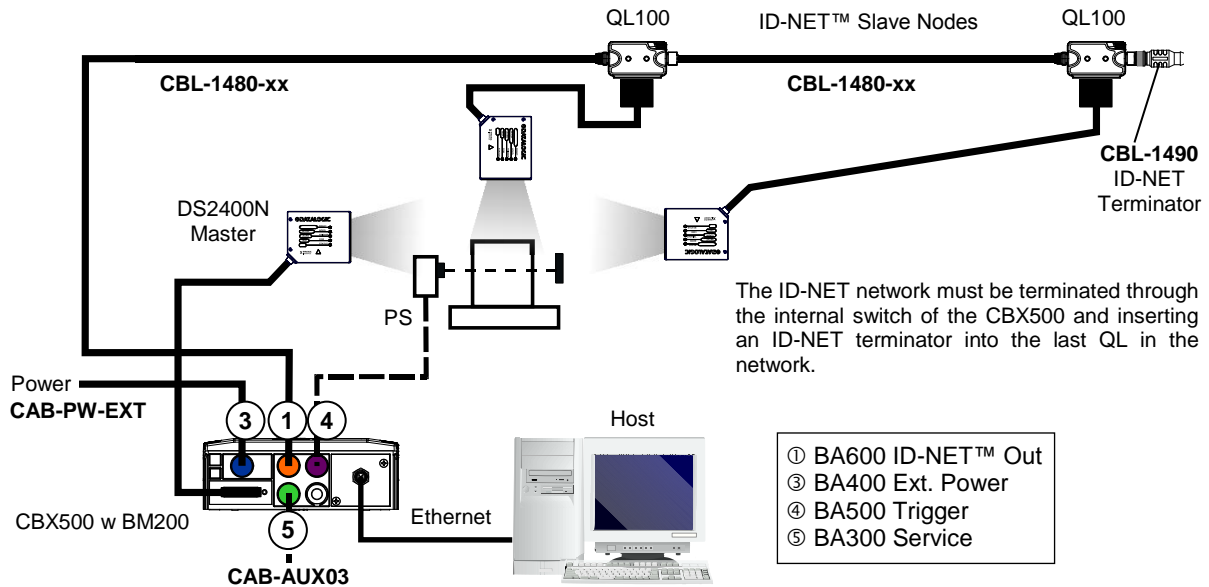 QL100
ID-NET™ Slave Nodes
QL100
CBL-1480-xx
CBL-1480-xx
CBL-1490
ID-NET
Terminator
DS2400N
Master
PS
The ID-NET network must be terminated through
the internal switch of the CBX500 and inserting
an ID-NET terminator into the last QL in the
network.
Power
CAB-PW-EXT
3
1
4
Host
① BA600 ID-NET™ Out
③ BA400 Ext. Power
④ BA500 Trigger
⑤ BA300 Service
CBX500 w BM200
5
Ethernet
CAB-AUX03
DATALOGIC
DATALOGIC
DATALOGIC